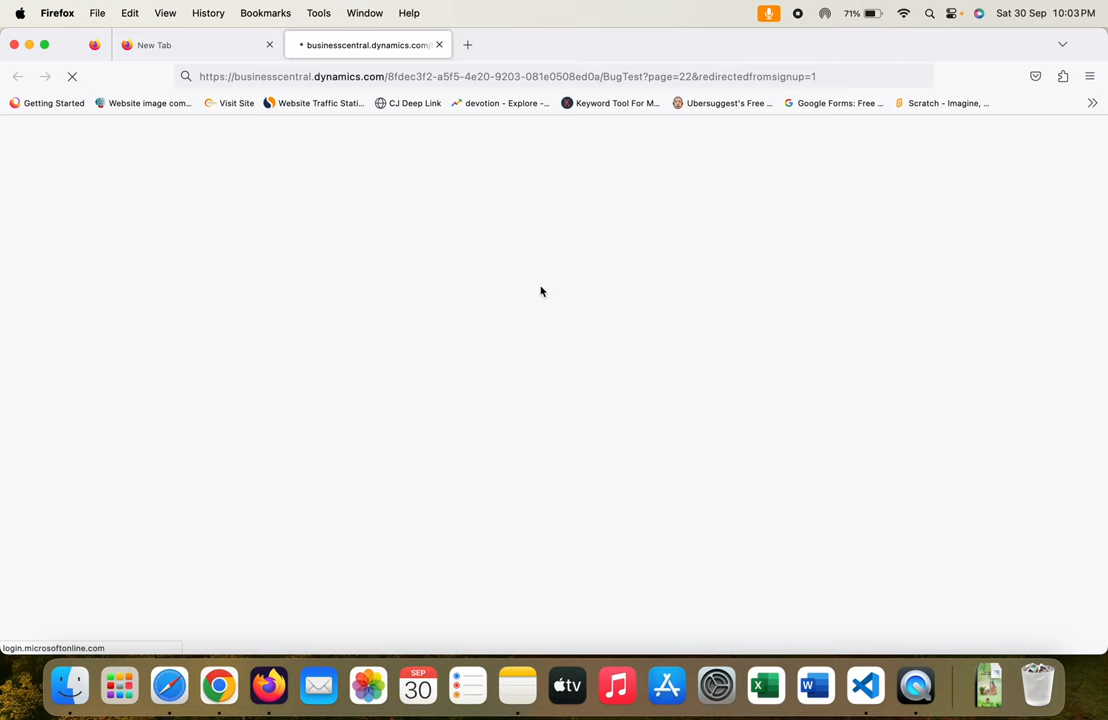 Firefox File Edit View History Bookmarks Tools Window Help 71% Sat 30 Sep 10:03 PM
New Tab businesscentral.dynamics.com/
https://businesscentral.dynamics.com/8fdec3f2-a5f5-4e20-9203-081e0508ed0a/BugTest?page=22&redirectedfromsignup=1
Getting Started Website image com... Visit Site Website Traffic Stati... CJ Deep Link devotion - Explore -... Keyword Tool For M... Ubersuggest's Free ... Google Forms: Free ... Scratch - Imagine, ...
login.microsoftonline.com
SEP
30
tv